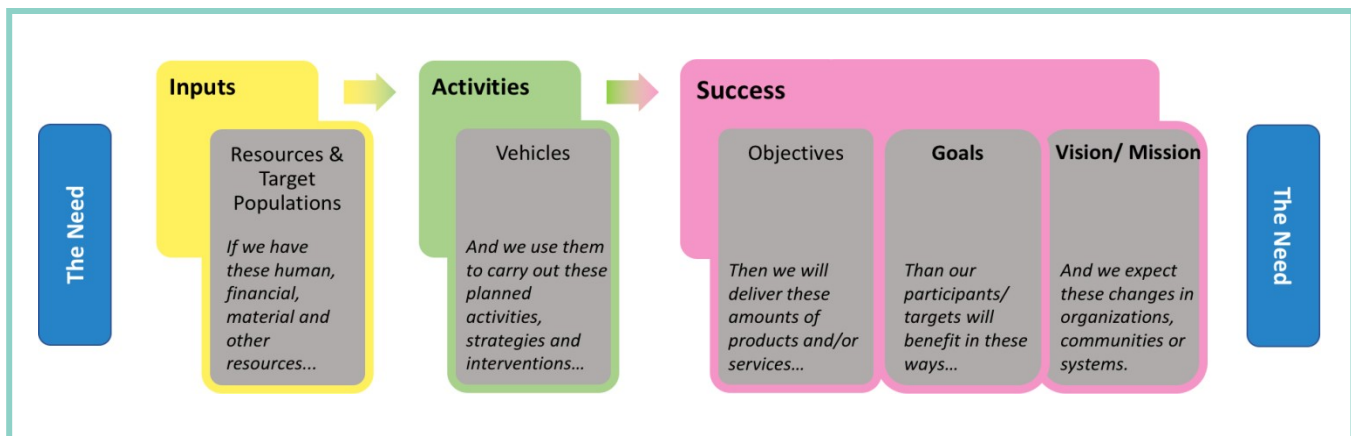 The Need
Inputs
Resources &
Target
Populations
If we have
these human,
financial,
material and
other
resources...
Activities
Vehicles
And we use them
to carry out these
planned
activities,
strategies and
interventions...
Success
Objectives
Then we will
deliver these
amounts of
products and/or
services...
Goals
Than our
participants/
targets will
benefit in these
ways...
Vision/ Mission
And we expect
these changes in
organizations,
communities or
systems.
The Need